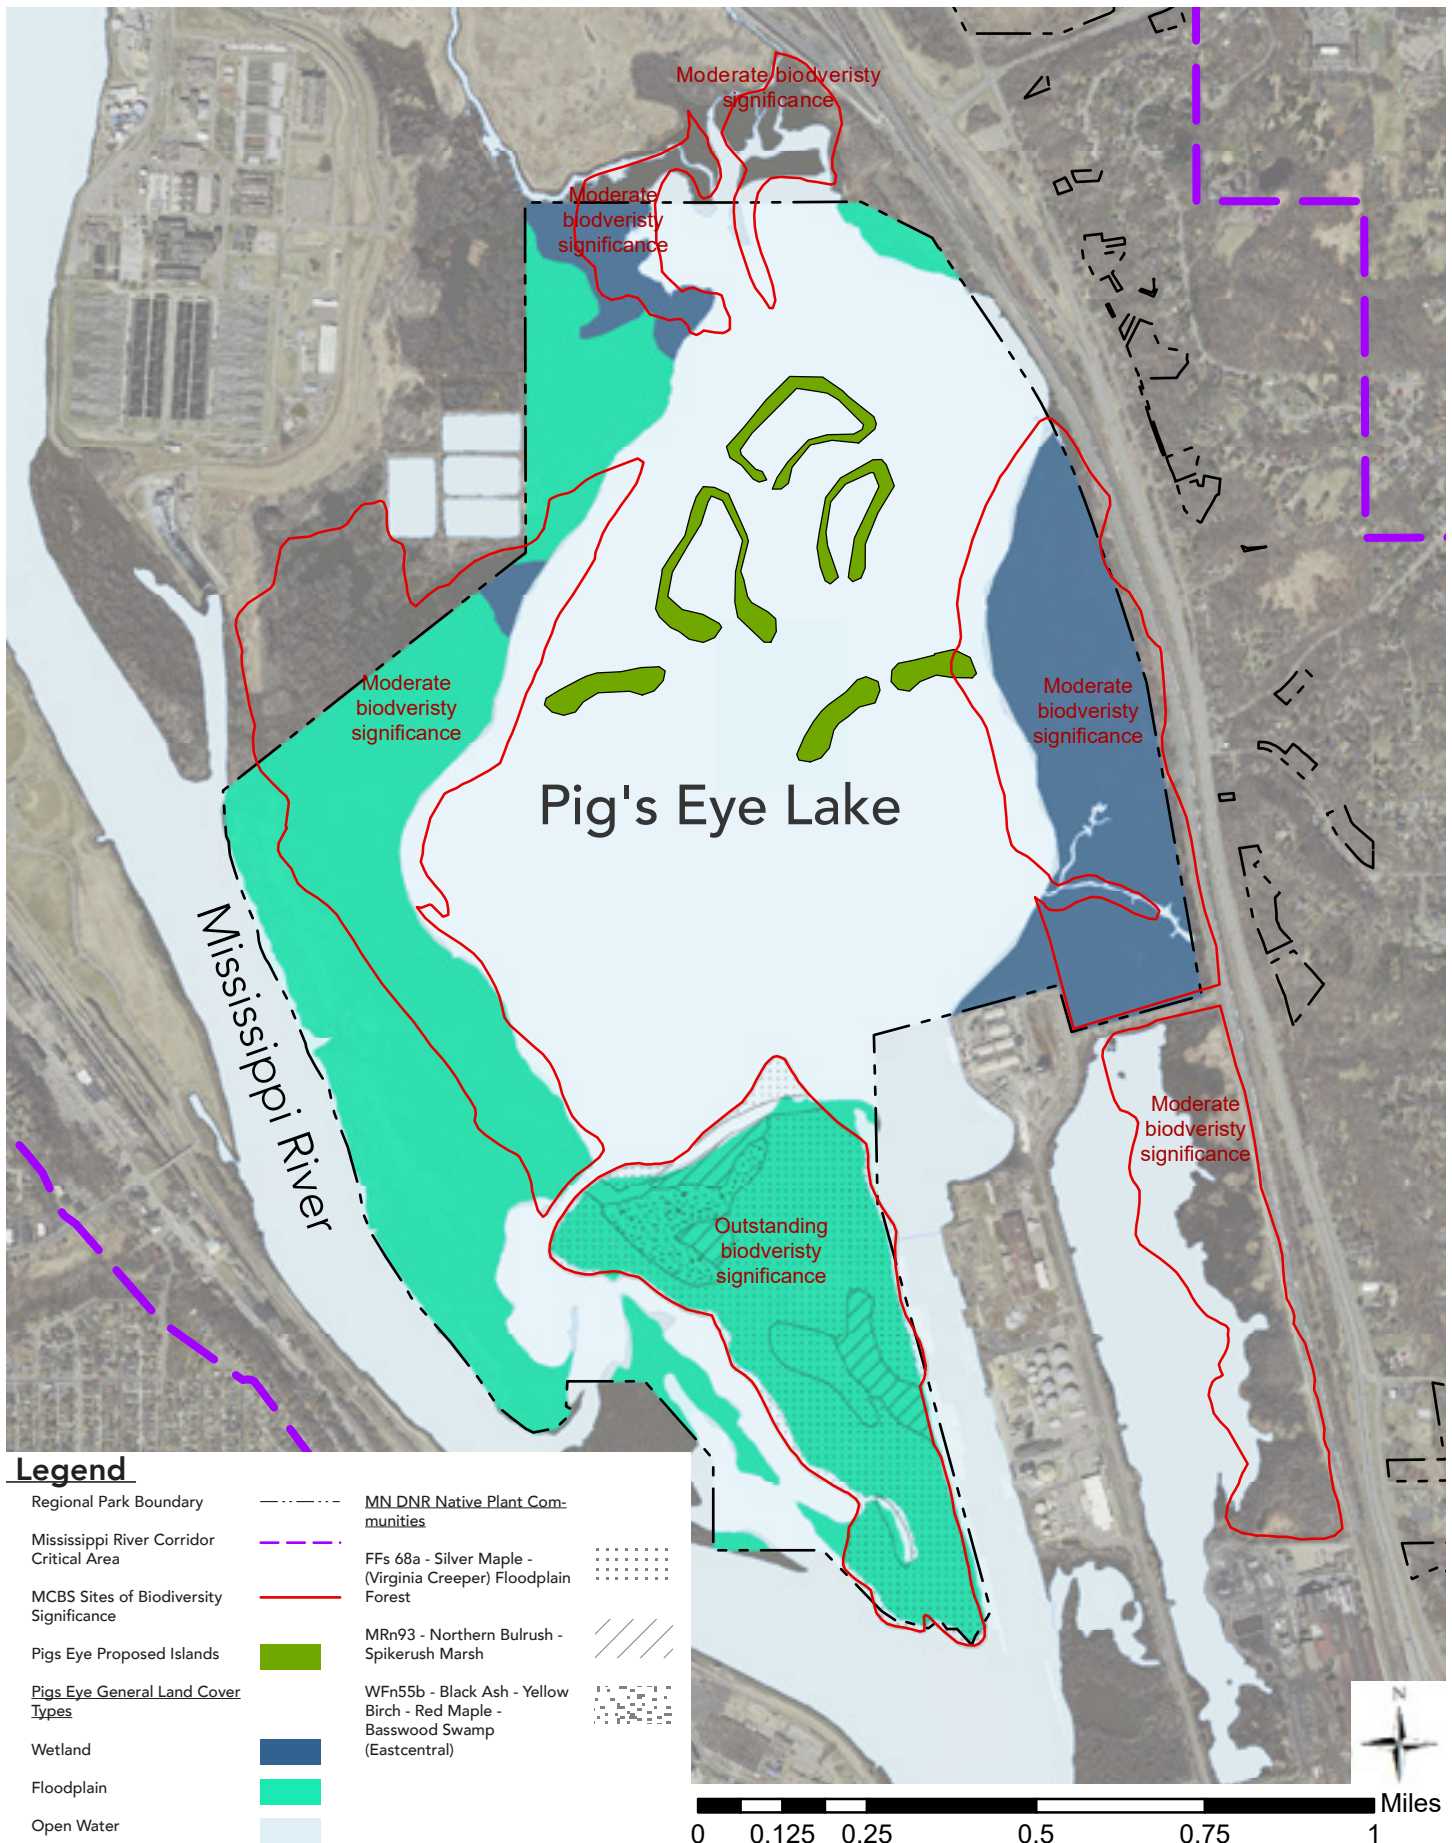 Moderate biodveristy
significance
Moderate
biodveristy
significance
Moderate
biodveristy
significance
Moderate
biodveristy
significance
Pig's Eye Lake
Mississippi River
Moderate
biodveristy
significance
Outstanding
biodveristy
significance
Legend
Regional Park Boundary
Mississippi River Corridor
Critical Area
MCBS Sites of Biodiversity
Significance
Pigs Eye Proposed Islands
Pigs Eye General Land Cover
Types
Wetland
Floodplain
Open Water
MN DNR Native Plant Com-
munities
FFs 68a - Silver Maple -
(Virginia Creeper) Floodplain
Forest
MRn93 - Northern Bulrush -
Spikerush Marsh
WFn55b - Black Ash - Yellow
Birch - Red Maple -
Basswood Swamp
(Eastcentral)
N
Miles
0 0.125 0.25 0.5 0.75 1